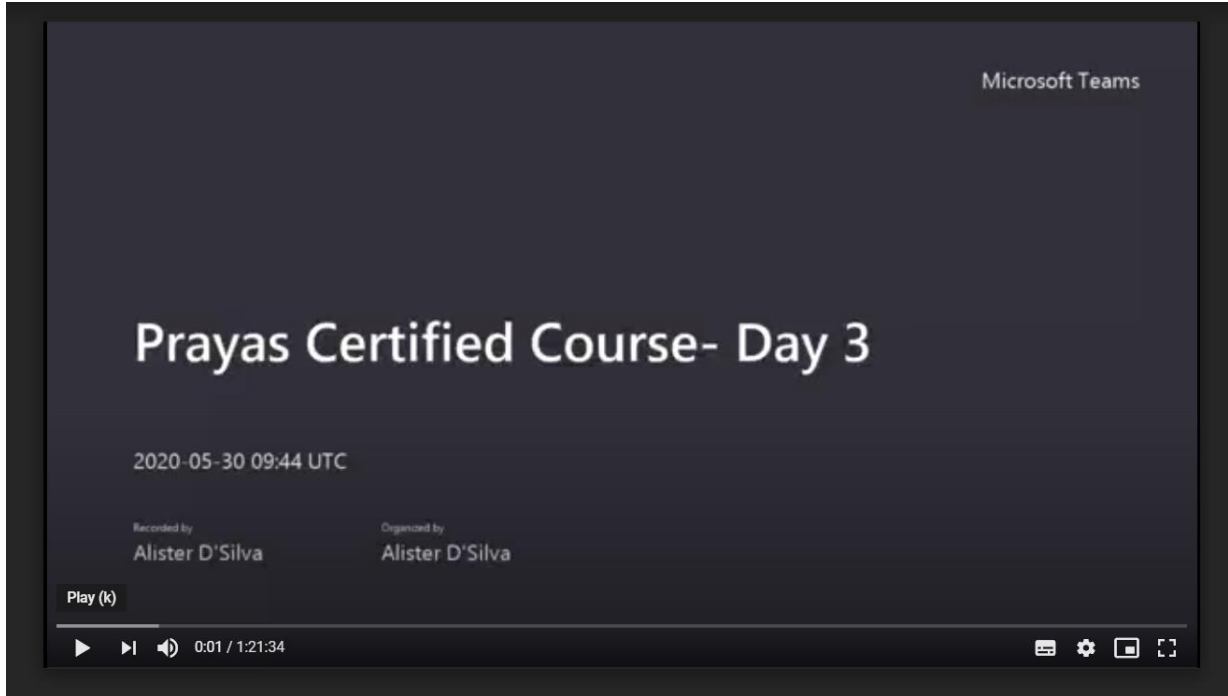 Microsoft Teams
Prayas Certified Course- Day 3
2020-05-30 09:44 UTC
Recorded by
Organized by
Alister D'Silva
Alister D'Silva
Play (k)
0:01 / 1:21:34